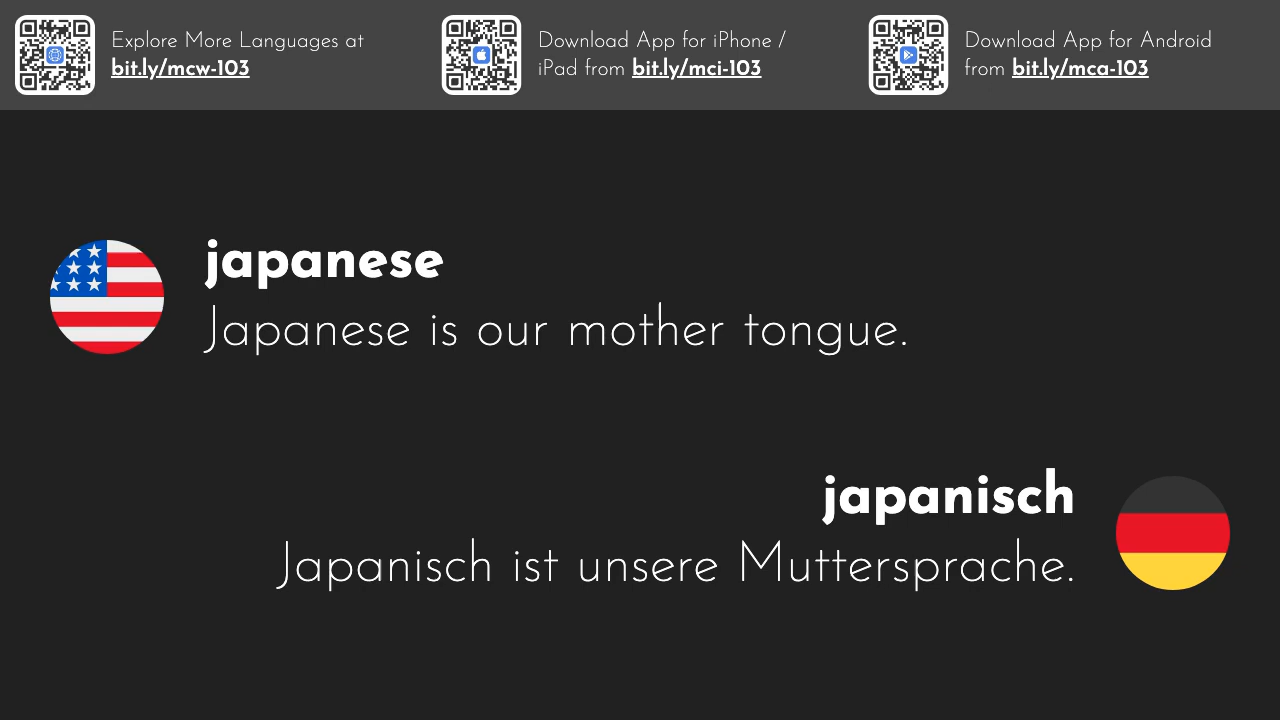 Explore More Languages at
bit.ly/mcw-103
Download App for iPhone /
iPad from bit.ly/mci-103
Download App for Android
from bit.ly/mca-103
japanese
Japanese is our mother tongue.
japanisch
Japanisch ist unsere Muttersprache.